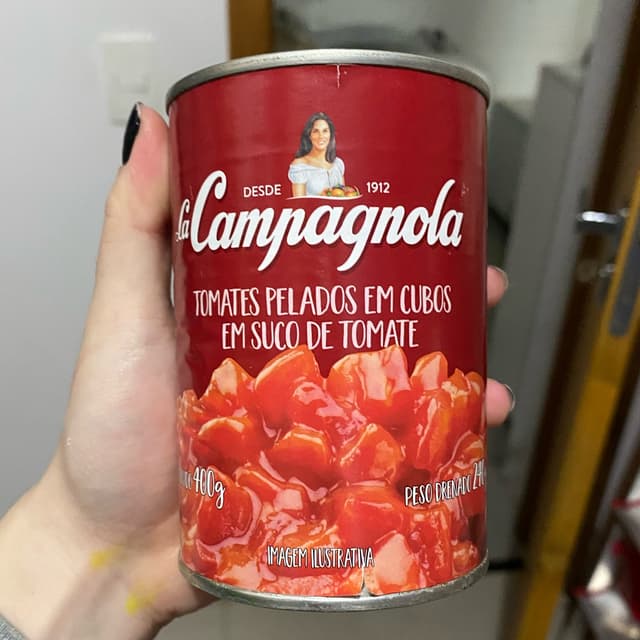 DESDE 1912
La Campagnola
TOMATES PELADOS EM CUBOS
EM SUCO DE TOMATE
400g
PESO DRENADO
IMAGEM ILUSTRATIVA